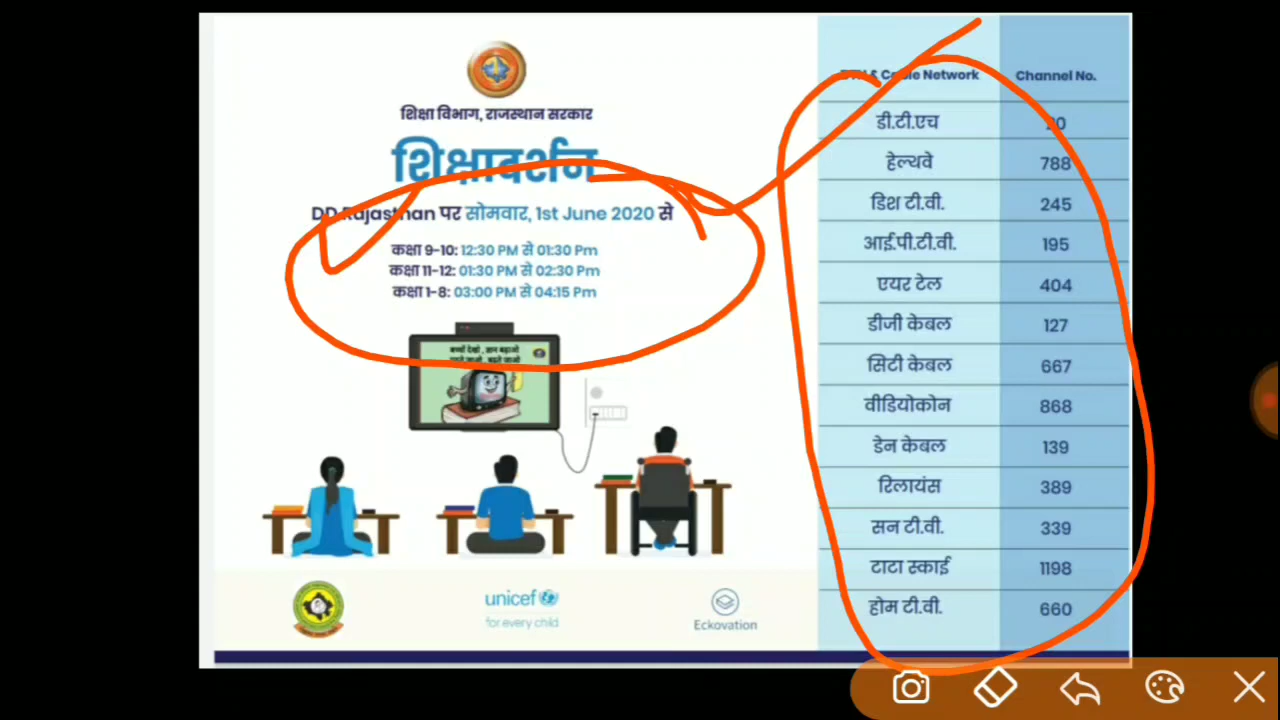 शिक्षा विभाग, राजस्थान सरकार
शिक्षादर्शन
DD Rajasthan पर सोमवार, 1st June 2020 से
कक्षा 9-10: 12:30 PM से 01:30 Pm
कक्षा 11-12: 01:30 PM से 02:30 Pm
कक्षा 1-8: 03:00 PM से 04:15 Pm
unicef
for every child
Eckovation
& Cable Network Channel No.
डी.टी.एच
हेल्थवे 788
डिश टी.वी. 245
आई.पी.टी.वी. 195
एयर टेल 404
डीजी केबल 127
सिटी केबल 667
वीडियोकोन 868
डेन केबल 139
रिलायंस 389
सन टी.वी. 339
टाटा स्काई 1198
होम टी.वी. 660